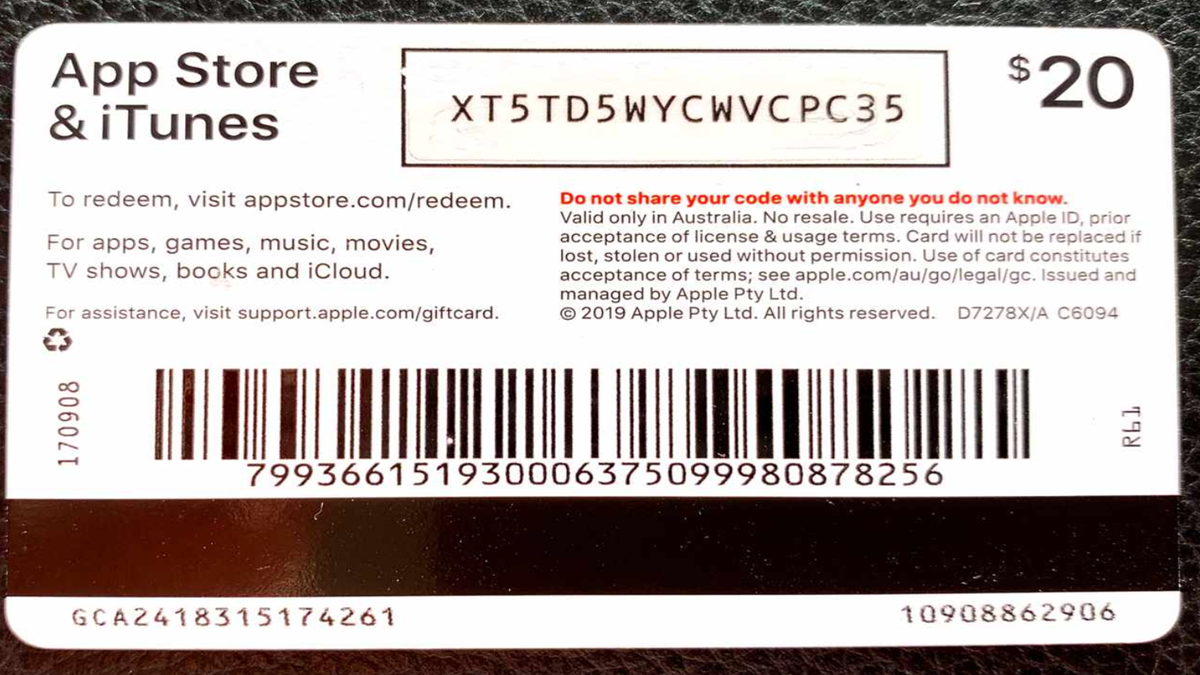 App Store
& iTunes
XT5TD5WYCWVCPC35
$20
To redeem, visit appstore.com/redeem.
For apps, games, music, movies,
TV shows, books and iCloud.
For assistance, visit support.apple.com/giftcard.
Do not share your code with anyone you do not know.
Valid only in Australia. No resale. Use requires an Apple ID, prior
acceptance of license & usage terms. Card will not be replaced if
lost, stolen or used without permission. Use of card constitutes
acceptance of terms; see apple.com/au/go/legal/gc. Issued and
managed by Apple Pty Ltd.
© 2019 Apple Pty Ltd. All rights reserved. D7278X/A C6094
170908
R61
799366151930006375099980878256
GCA2418315174261
10908862906